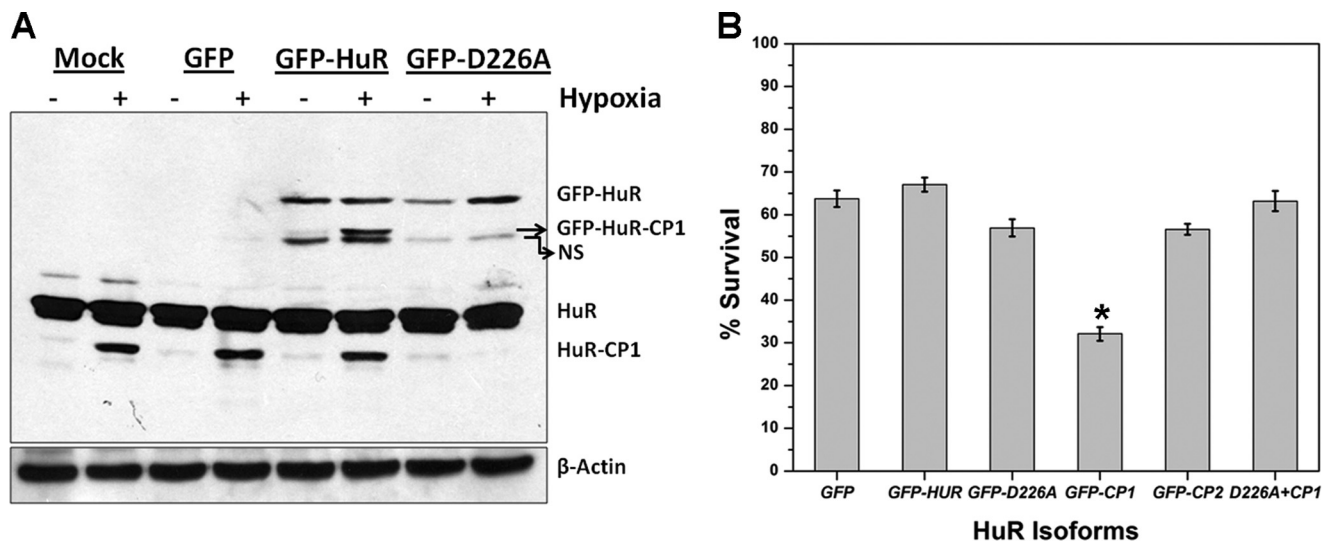 A
Mock GFP GFP-HuR GFP-D226A
- + - + - + - + Hypoxia
GFP-HuR
GFP-HuR-CP1
NS
HuR
HuR-CP1
β-Actin
B
100
90
80
70
60
50
40
30
20
10
0
% Survival
*
GFP GFP-HUR GFP-D226A GFP-CP1 GFP-CP2 D226A+CP1
HuR Isoforms